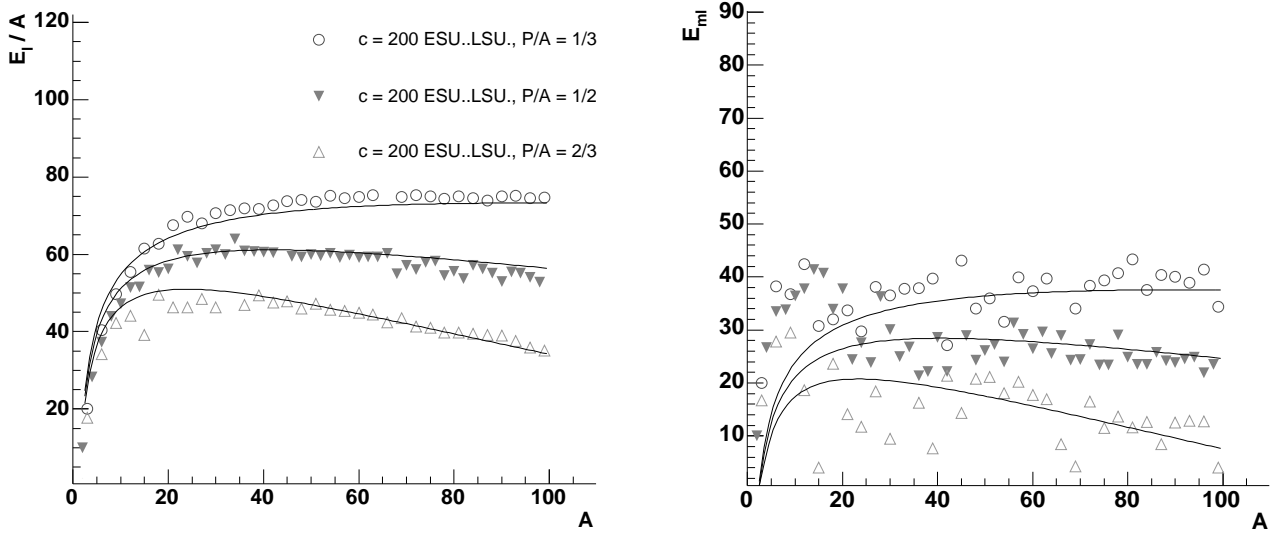 E_l / A
120
100
80
60
40
20
0 20 40 60 80 100
A
c = 200 ESU..LSU., P/A = 1/3
c = 200 ESU..LSU., P/A = 1/2
c = 200 ESU..LSU., P/A = 2/3
E_ml
90
80
70
60
50
40
30
20
10
0 20 40 60 80 100
A